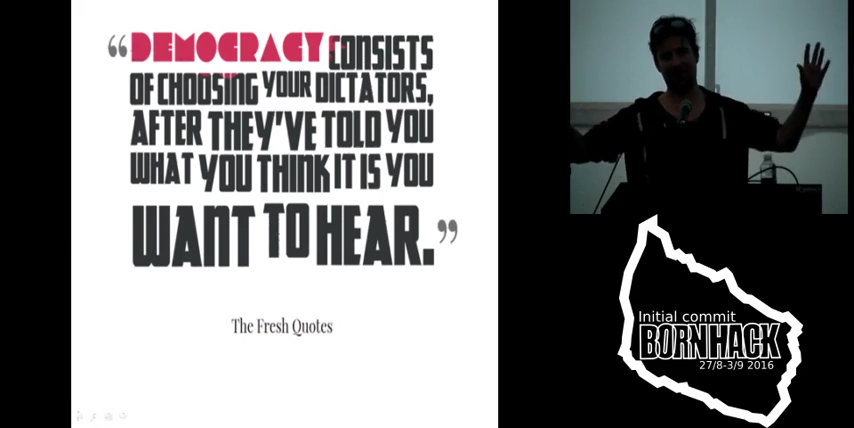 “DEMOCRACY CONSISTS
OF CHOOSING YOUR DICTATORS,
AFTER THEY'VE TOLD YOU
WHAT YOU THINK IT IS YOU
WANT TO HEAR.”
The Fresh Quotes
Initial commit
BORNHACK
27/8-3/9 2016